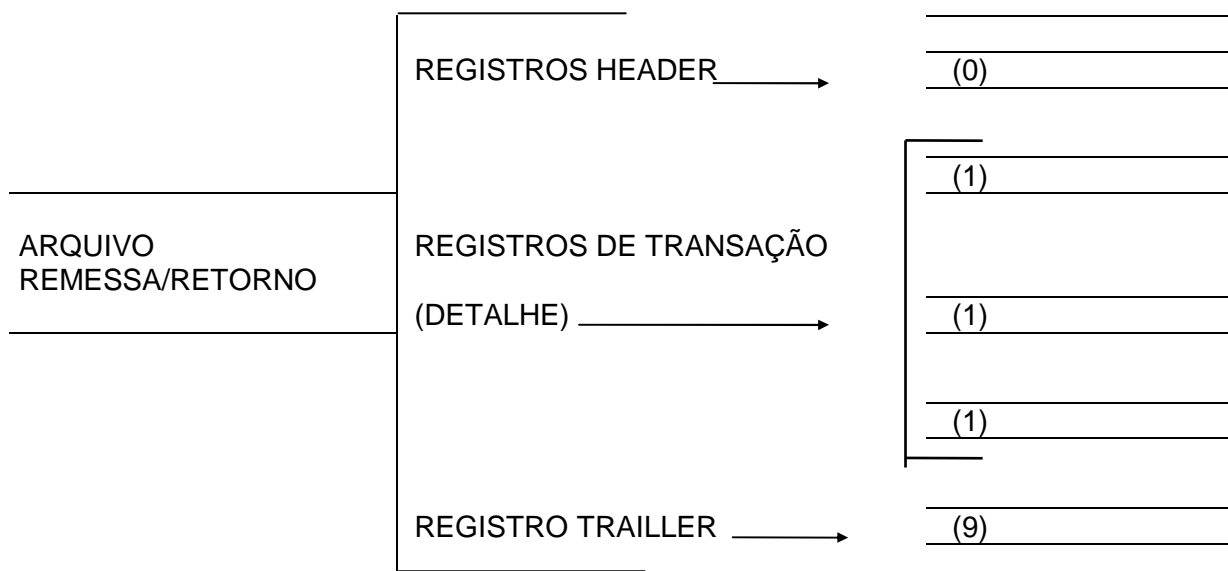 REGISTROS HEADER
(0)
(1)
ARQUIVO
REMESSA/RETORNO
REGISTROS DE TRANSAÇÃO
(DETALHE)
(1)
(1)
REGISTRO TRAILLER
(9)